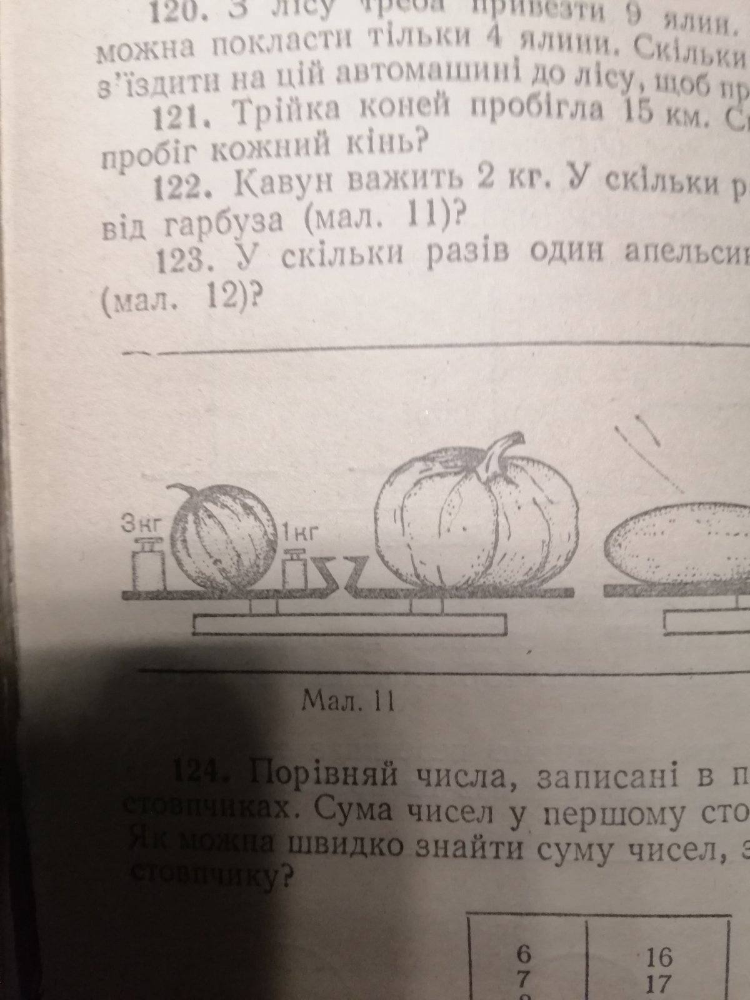 120. З лісу треба привезти 9 ялин.
можна покласти тільки 4 ялини. Скільки
з'їздити на цій автомашині до лісу, щоб пр
121. Трійка коней пробігла 15 км. Ск
пробіг кожний кінь?
122. Кавун важить 2 кг. У скільки р
від гарбуза (мал. 11)?
123. У скільки разів один апельсин
(мал. 12)?
3кг
1кг
Мал. 11
124. Порівняй числа, записані в п
стовпчиках. Сума чисел у першому сто
Як можна швидко знайти суму чисел, з
стовпчику?
6 16
7 17